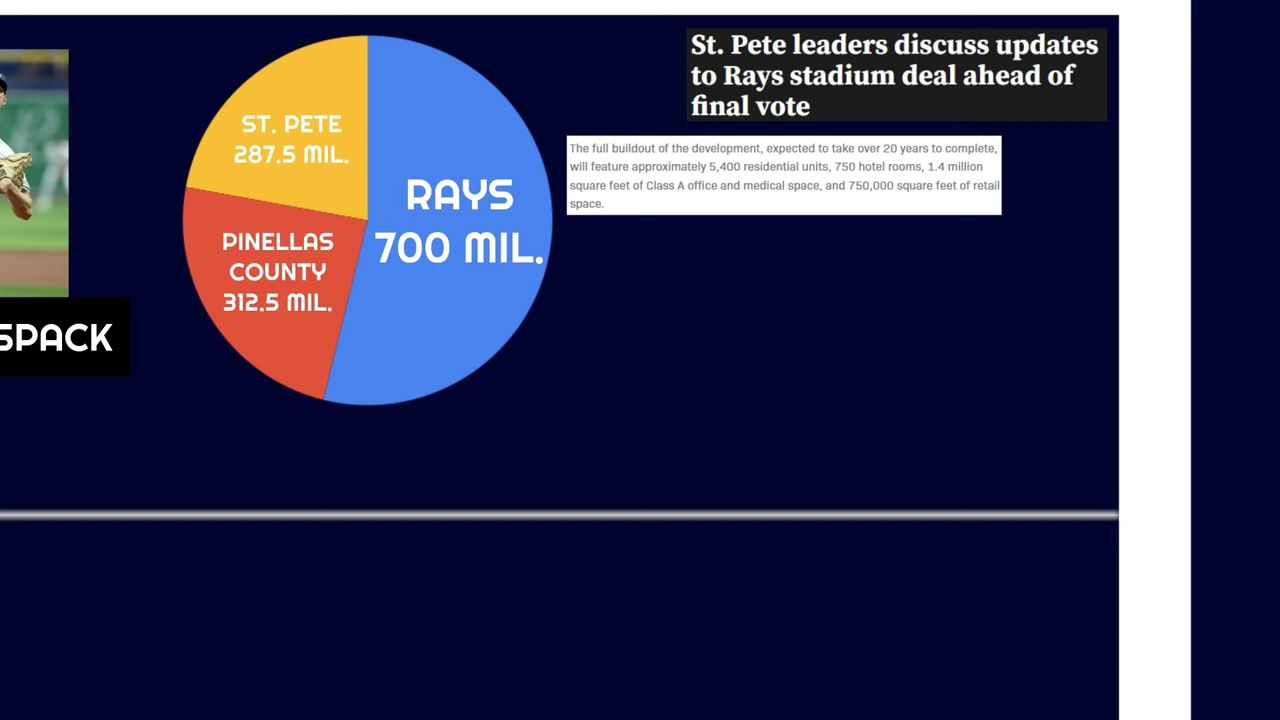 St. Pete leaders discuss updates
to Rays stadium deal ahead of
final vote
ST. PETE
287.5 MIL.
RAYS
700 MIL.
PINELLAS
COUNTY
312.5 MIL.
The full buildout of the development, expected to take over 20 years to complete,
will feature approximately 5,400 residential units, 750 hotel rooms, 1.4 million
square feet of Class A office and medical space, and 750,000 square feet of retail
space.
SPACK